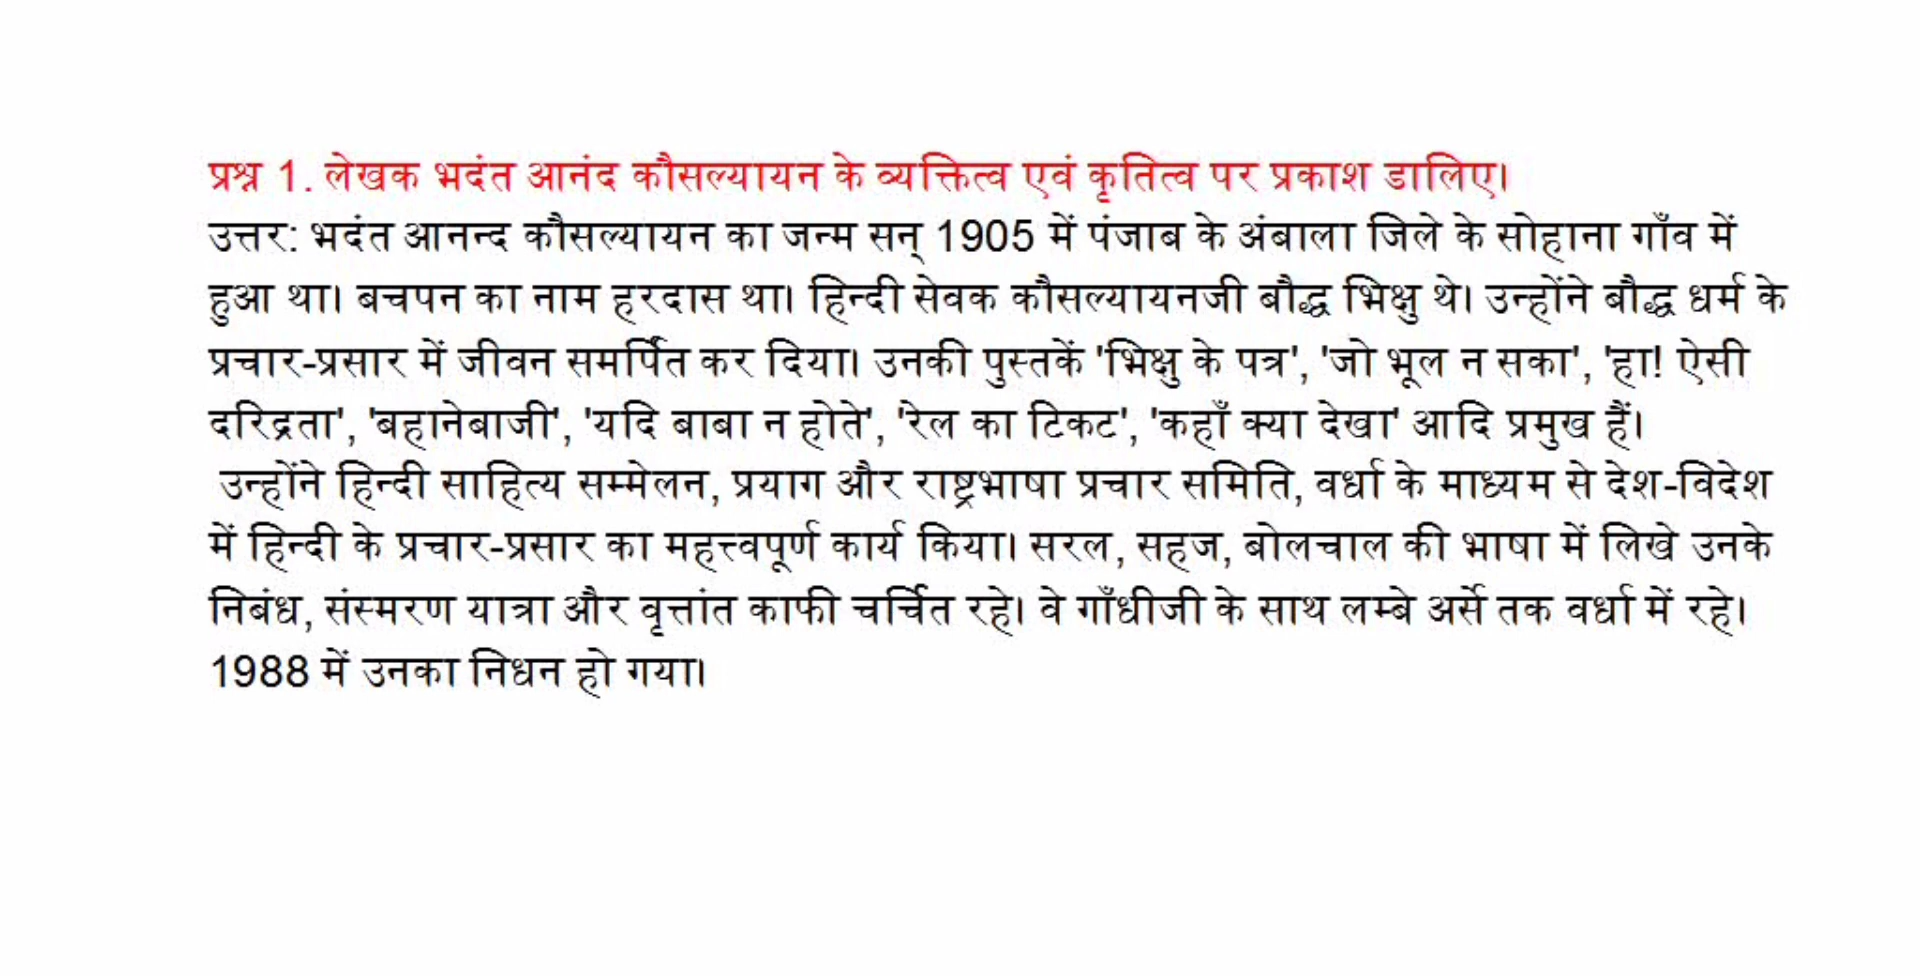 प्रश्न 1. लेखक भदंत आनंद कौसल्यायन के व्यक्तित्व एवं कृतित्व पर प्रकाश डालिए।
उत्तर: भदंत आनन्द कौसल्यायन का जन्म सन् 1905 में पंजाब के अंबाला जिले के सोहाना गाँव में
हुआ था। बचपन का नाम हरदास था। हिन्दी सेवक कौसल्यायनजी बौद्ध भिक्षु थे। उन्होंने बौद्ध धर्म के
प्रचार-प्रसार में जीवन समर्पित कर दिया। उनकी पुस्तकें 'भिक्षु के पत्र', 'जो भूल न सका', 'हा! ऐसी
दरिद्रता', 'बहानेबाजी', 'यदि बाबा न होते', 'रेल का टिकट', 'कहाँ क्या देखा' आदि प्रमुख हैं।
उन्होंने हिन्दी साहित्य सम्मेलन, प्रयाग और राष्ट्रभाषा प्रचार समिति, वर्धा के माध्यम से देश-विदेश
में हिन्दी के प्रचार-प्रसार का महत्त्वपूर्ण कार्य किया। सरल, सहज, बोलचाल की भाषा में लिखे उनके
निबंध, संस्मरण यात्रा और वृत्तांत काफी चर्चित रहे। वे गाँधीजी के साथ लम्बे अर्से तक वर्धा में रहे।
1988 में उनका निधन हो गया।